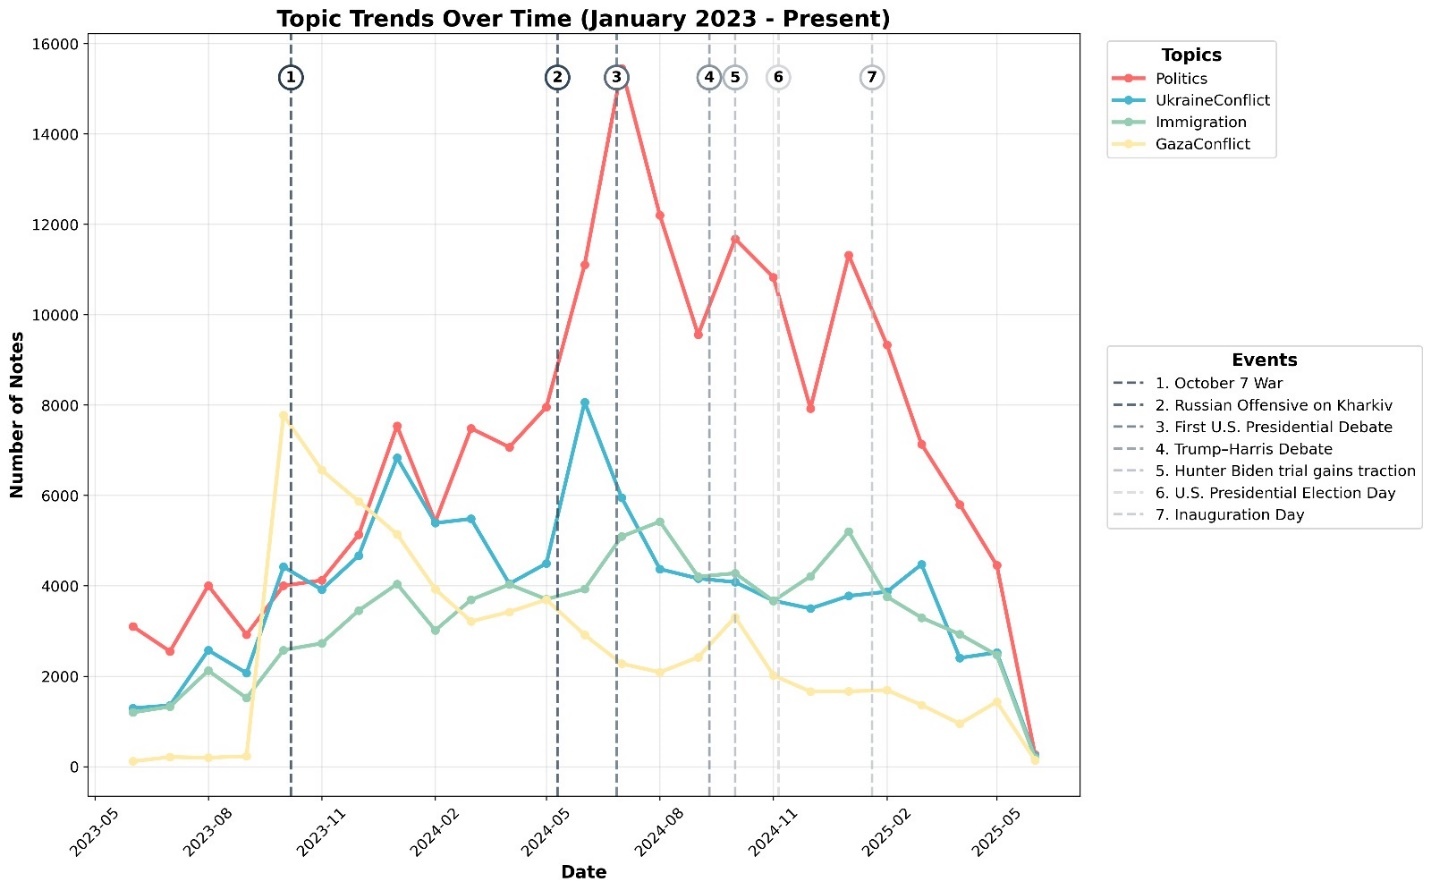 Topic Trends Over Time (January 2023 - Present)
Number of Notes
16000
14000
12000
10000
8000
6000
4000
2000
0
1
2
3
4
5
6
7
2023-05
2023-08
2023-11
2024-02
2024-05
2024-08
2024-11
2025-02
2025-05
Date
Topics
Politics
UkraineConflict
Immigration
GazaConflict
Events
1. October 7 War
2. Russian Offensive on Kharkiv
3. First U.S. Presidential Debate
4. Trump–Harris Debate
5. Hunter Biden trial gains traction
6. U.S. Presidential Election Day
7. Inauguration Day